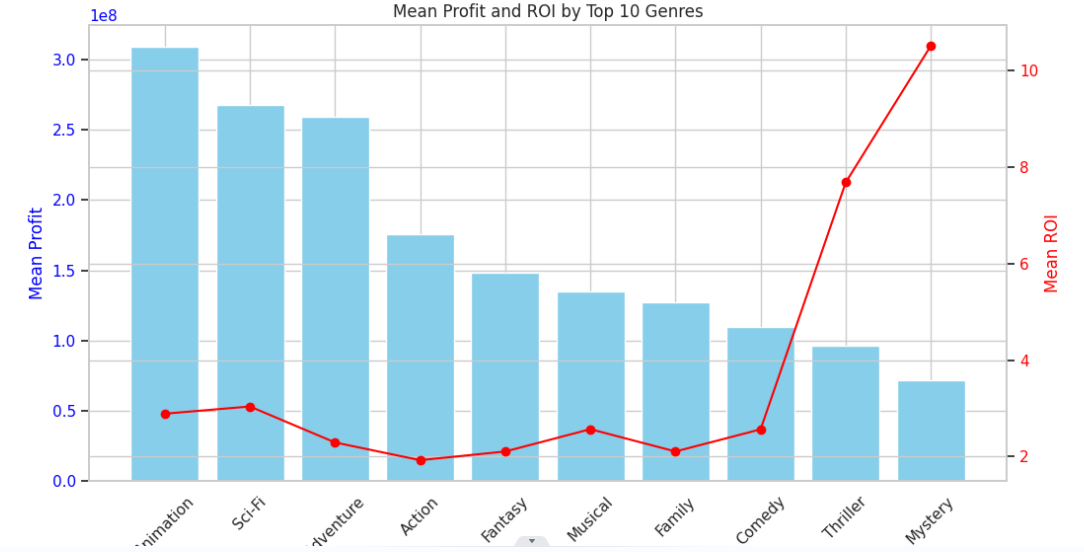 Mean Profit and ROI by Top 10 Genres
1e8
3.0
2.5
2.0
1.5
1.0
0.5
0.0
Mean Profit
10
8
6
4
2
Mean ROI
nimation
Sci-Fi
dventure
Action
Fantasy
Musical
Family
Comedy
Thriller
Mystery